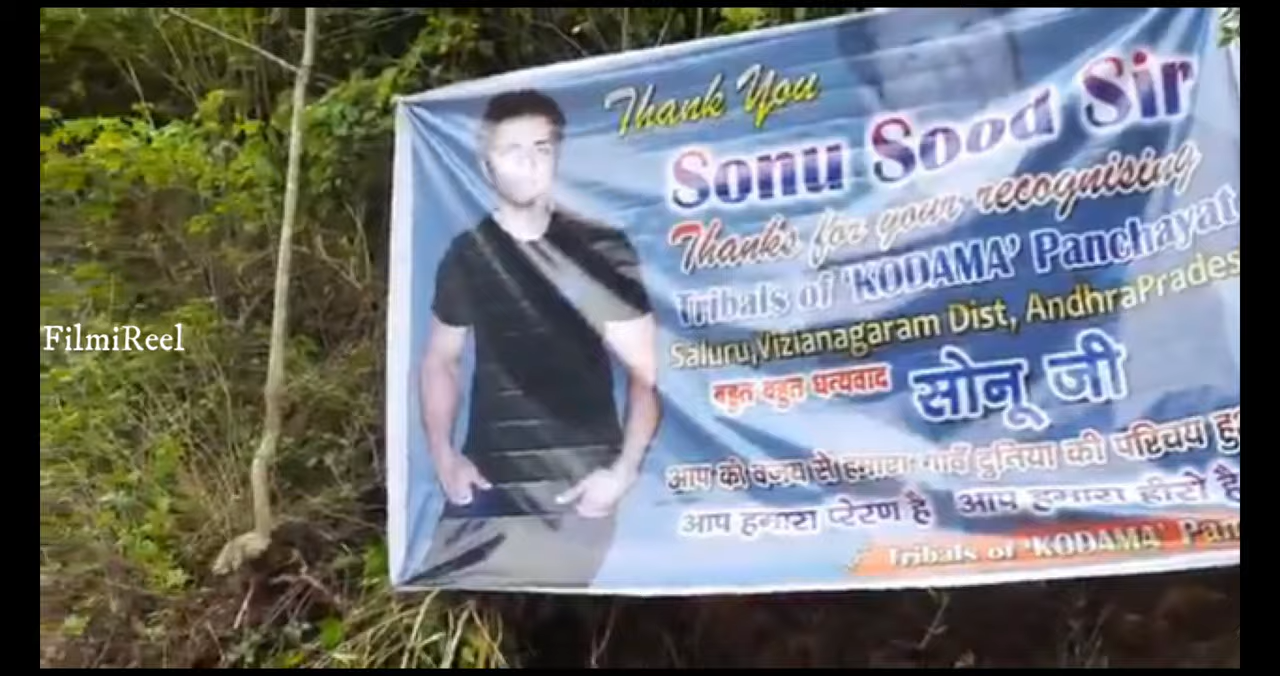 Thank You
Sonu Sood Sir
Thanks for your recognising
Tribals of 'KODAMA' Panchayat
Saluru,Vizianagaram Dist, AndhraPrades
FilmiReel
बहुत बहुत धत्यवाद सोनू जी
आप की वजय से हमारा गावँ दुनिया की परिचय हु
आप हमारा प्रेरण है आप हमारा हीरो है
Tribals of 'KODAMA' Pan